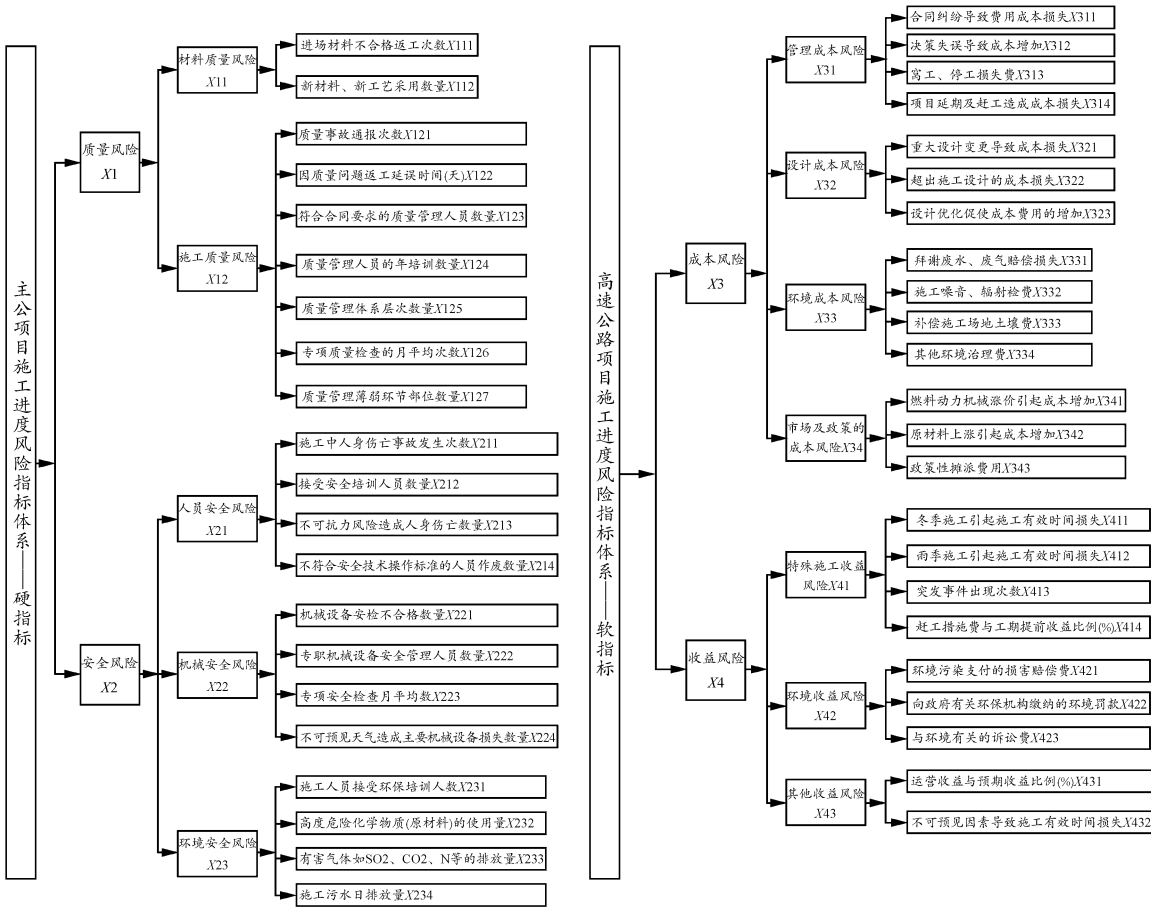 主公项目施工进度风险指标体系——硬指标
质量风险
X1
材料质量风险
X11
进场材料不合格返工次数X111
新材料、新工艺采用数量X112
施工质量风险
X12
质量事故通报次数X121
因质量问题返工延误时间(天)X122
符合合同要求的质量管理人员数量X123
质量管理人员的年培训数量X124
质量管理体系层次数量X125
专项质量检查的月平均次数X126
质量管理薄弱环节部位数量X127
安全风险
X2
人员安全风险
X21
施工中人身伤亡事故发生次数X211
接受安全培训人员数量X212
不可抗力风险造成人身伤亡数量X213
不符合安全技术操作标准的人员作废数量X214
机械安全风险
X22
机械设备安检不合格数量X221
专职机械设备安全管理人员数量X222
专项安全检查月平均数X223
不可预见天气造成主要机械设备损失数量X224
环境安全风险
X23
施工人员接受环保培训人数X231
高度危险化学物质(原材料)的使用量X232
有害气体如SO2、CO2、N等的排放量X233
施工污水日排放量X234
高速公路项目施工进度风险指标体系——软指标
成本风险
X3
管理成本风险
X31
合同纠纷导致费用成本损失X311
决策失误导致成本增加X312
窝工、停工损失费X313
项目延期及赶工造成成本损失X314
设计成本风险
X32
重大设计变更导致成本损失X321
超出施工设计的成本损失X322
设计优化促使成本费用的增加X323
环境成本风险
X33
拜谢废水、废气赔偿损失X331
施工噪音、辐射检费X332
补偿施工场地土壤费X333
其他环境治理费X334
市场及政策的
成本风险X34
燃料动力机械涨价引起成本增加X341
原材料上涨引起成本增加X342
政策性摊派费用X343
收益风险
X4
特殊施工收益
风险X41
冬季施工引起施工有效时间损失X411
雨季施工引起施工有效时间损失X412
突发事件出现次数X413
赶工措施费与工期提前收益比例(%)X414
环境收益风险
X42
环境污染支付的损害赔偿费X421
向政府有关环保机构缴纳的环境罚款X422
与环境有关的诉讼费X423
其他收益风险
X43
运营收益与预期收益比例(%)X431
不可预见因素导致施工有效时间损失X432